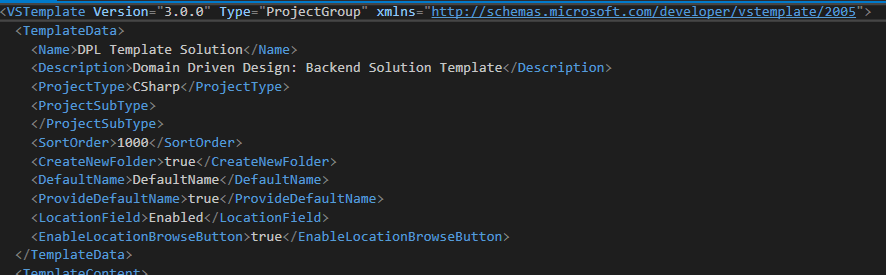 <VSTemplate Version="3.0.0" Type="ProjectGroup" xmlns="http://schemas.microsoft.com/developer/vstemplate/2005">
<TemplateData>
<Name>DPL Template Solution</Name>
<Description>Domain Driven Design: Backend Solution Template</Description>
<ProjectType>CSharp</ProjectType>
<ProjectSubType>
</ProjectSubType>
<SortOrder>1000</SortOrder>
<CreateNewFolder>true</CreateNewFolder>
<DefaultName>DefaultName</DefaultName>
<ProvideDefaultName>true</ProvideDefaultName>
<LocationField>Enabled</LocationField>
<EnableLocationBrowseButton>true</EnableLocationBrowseButton>
</TemplateData>
<TemplateContent>